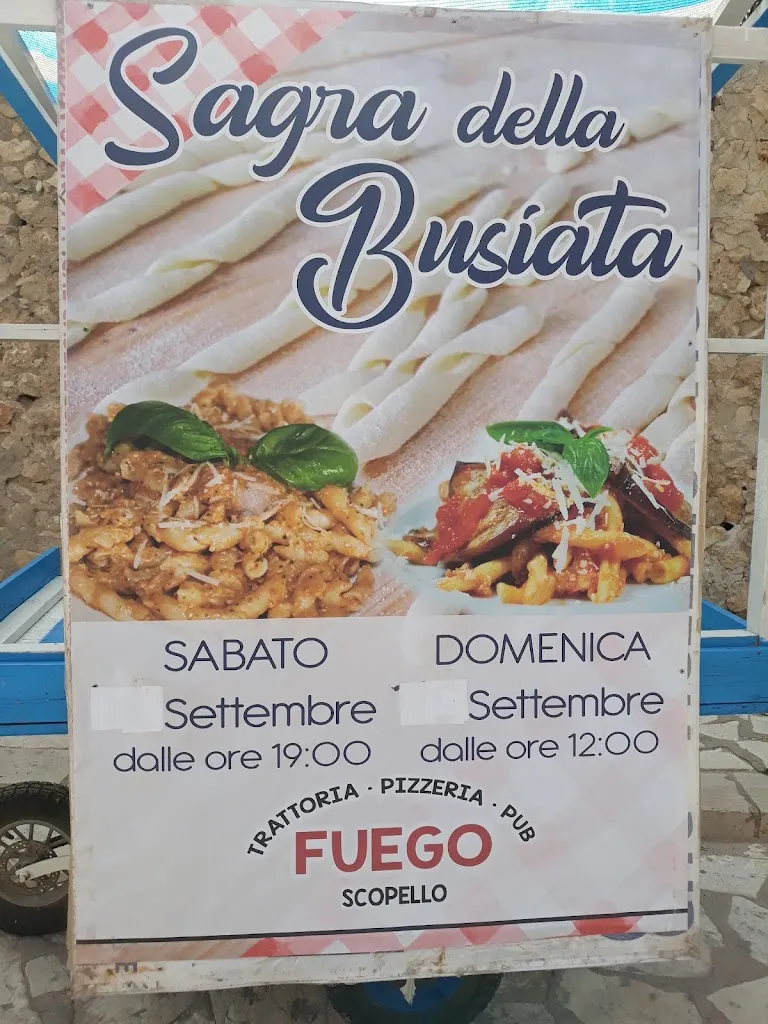 Sagra della
Busiata
SABATO
Settembre
dalle ore 19:00
DOMENICA
Settembre
dalle ore 12:00
TRATTORIA · PIZZERIA · PUB
FUEGO
SCOPELLO